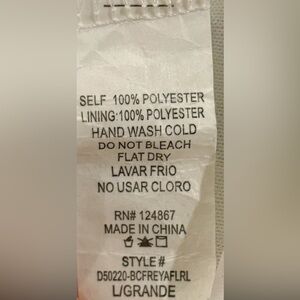 SELF 100% POLYESTER
LINING:100% POLYESTER
HAND WASH COLD
DO NOT BLEACH
FLAT DRY
LAVAR FRIO
NO USAR CLORO
RN# 124867
MADE IN CHINA
STYLE #
D50220-BCFREYAFLRL
L/GRANDE